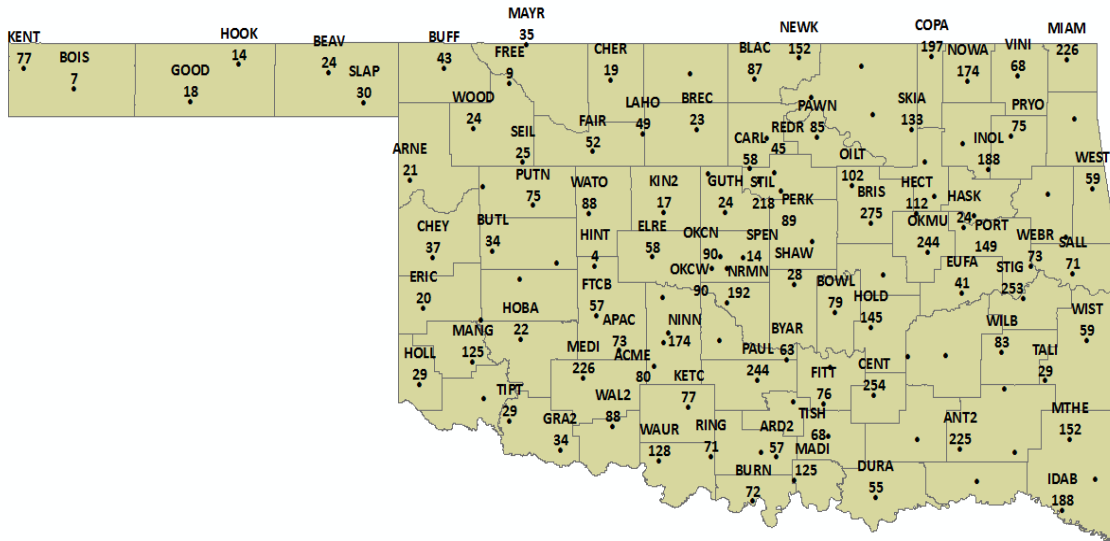 MAYR
35
KENT
77
BOIS
7
HOOK
14
GOOD
18
BEAV
24
SLAP
30
BUFF
43
FREE
9
CHER
19
BLAC
87
NEWK
152
COPA
197
NOWA
174
VINI
68
MIAM
226
WOOD
24
SEIL
25
FAIR
52
LAHO
49
BREC
23
CARL
58
REDR
45
PAWN
85
SKIA
133
PRYO
75
INOL
188
ARNE
21
PUTN
75
WATO
88
KIN2
17
GUTH
24
STIL
218
OILT
102
PERK
89
BRIS
275
HECT
112
HASK
24
WEST
59
CHEY
37
BUTL
34
HINT
4
ELRE
58
OKCN
90
SPEN
14
SHAW
28
OKMU
244
PORT
149
WEBR
73
SALL
71
ERIC
20
HOBA
22
FTCB
57
OKCW
90
NRMN
192
BOWL
79
HOLD
145
EUFA
41
STIG
253
MANG
125
HOLL
29
MEDI
226
APAC
73
ACME
80
NINN
174
BYAR
63
PAUL
244
FITT
76
CENT
254
WILB
83
TALI
29
WIST
59
TIPT
29
GRA2
34
WAL2
88
KETC
77
WAUR
128
RING
71
ARD2
57
BURN
72
TISH
68
MADI
125
DURA
55
ANT2
225
MTHE
152
IDAB
188